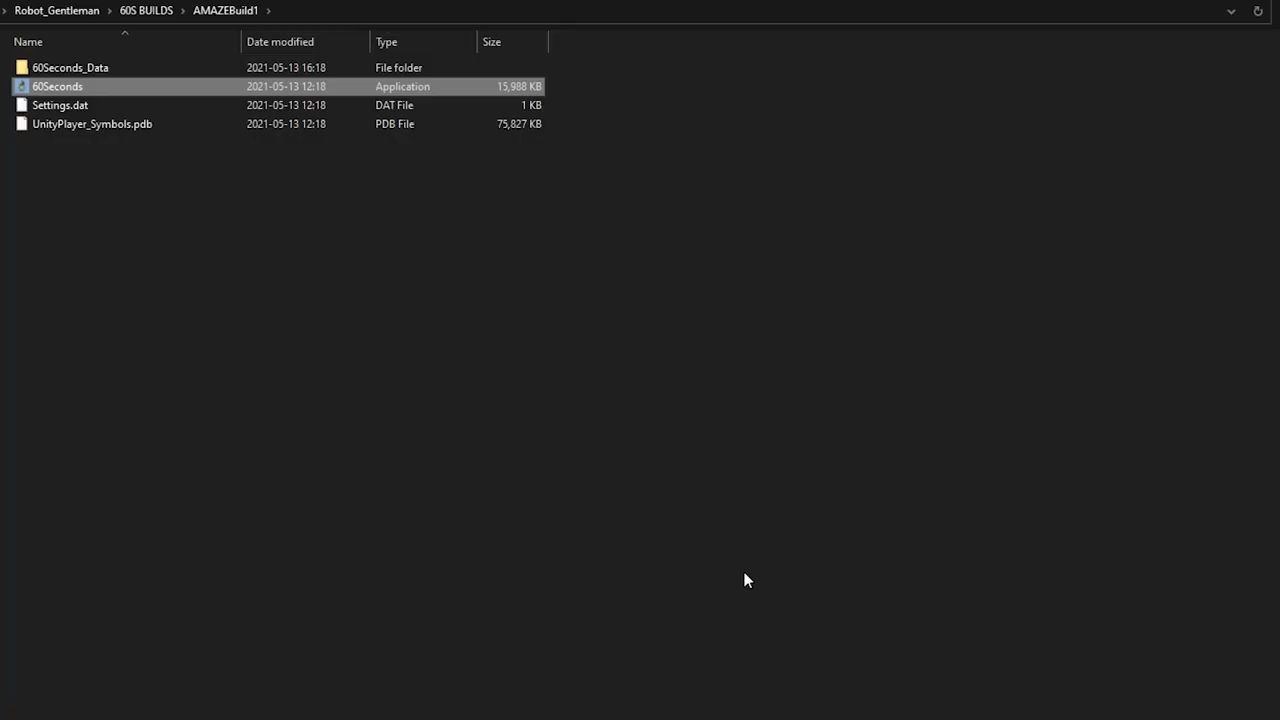 Robot_Gentleman > 60S BUILDS > AMAZEBuild1 >
Name Date modified Type Size
60Seconds_Data 2021-05-13 16:18 File folder
60Seconds 2021-05-13 12:18 Application 15,988 KB
Settings.dat 2021-05-13 12:18 DAT File 1 KB
UnityPlayer_Symbols.pdb 2021-05-13 12:18 PDB File 75,827 KB